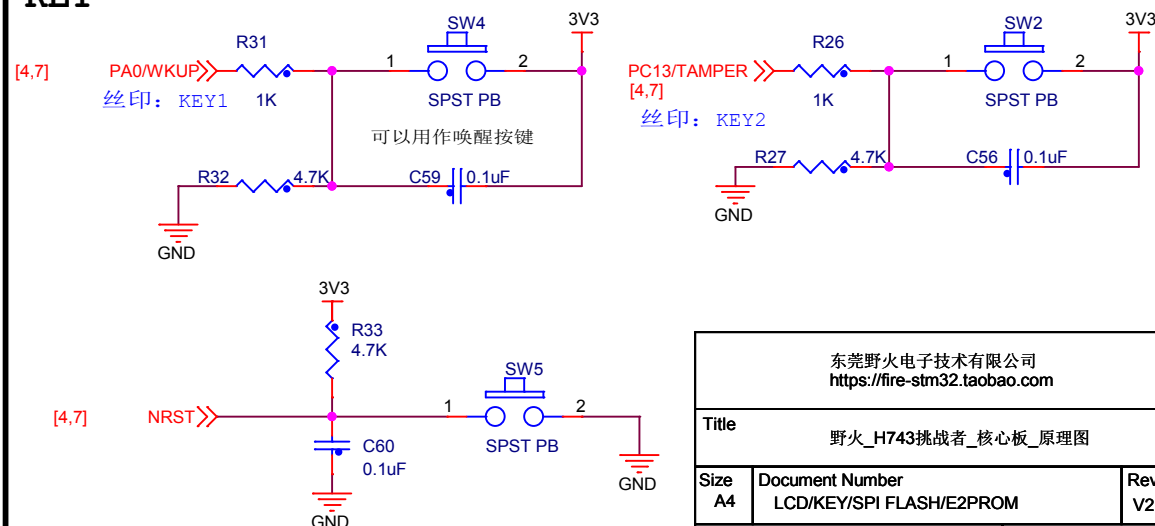 KEY
SW4
3V3
SW2
3V3
R31
R26
[4,7]
PA0/WKUP
1
2
PC13/TAMPER
1
2
[4,7]
丝印: KEY1
1K
SPST PB
1K
SPST PB
丝印: KEY2
可以用作唤醒按键
R32
4.7K
C59
0.1uF
R27
4.7K
C56
0.1uF
GND
GND
3V3
R33
4.7K
SW5
[4,7]
NRST
1
2
SPST PB
C60
0.1uF
GND
GND
东莞野火电子技术有限公司
https://fire-stm32.taobao.com
Title
野火_H743挑战者_核心板_原理图
Size
Document Number
Rev
A4
LCD/KEY/SPI FLASH/E2PROM
V2